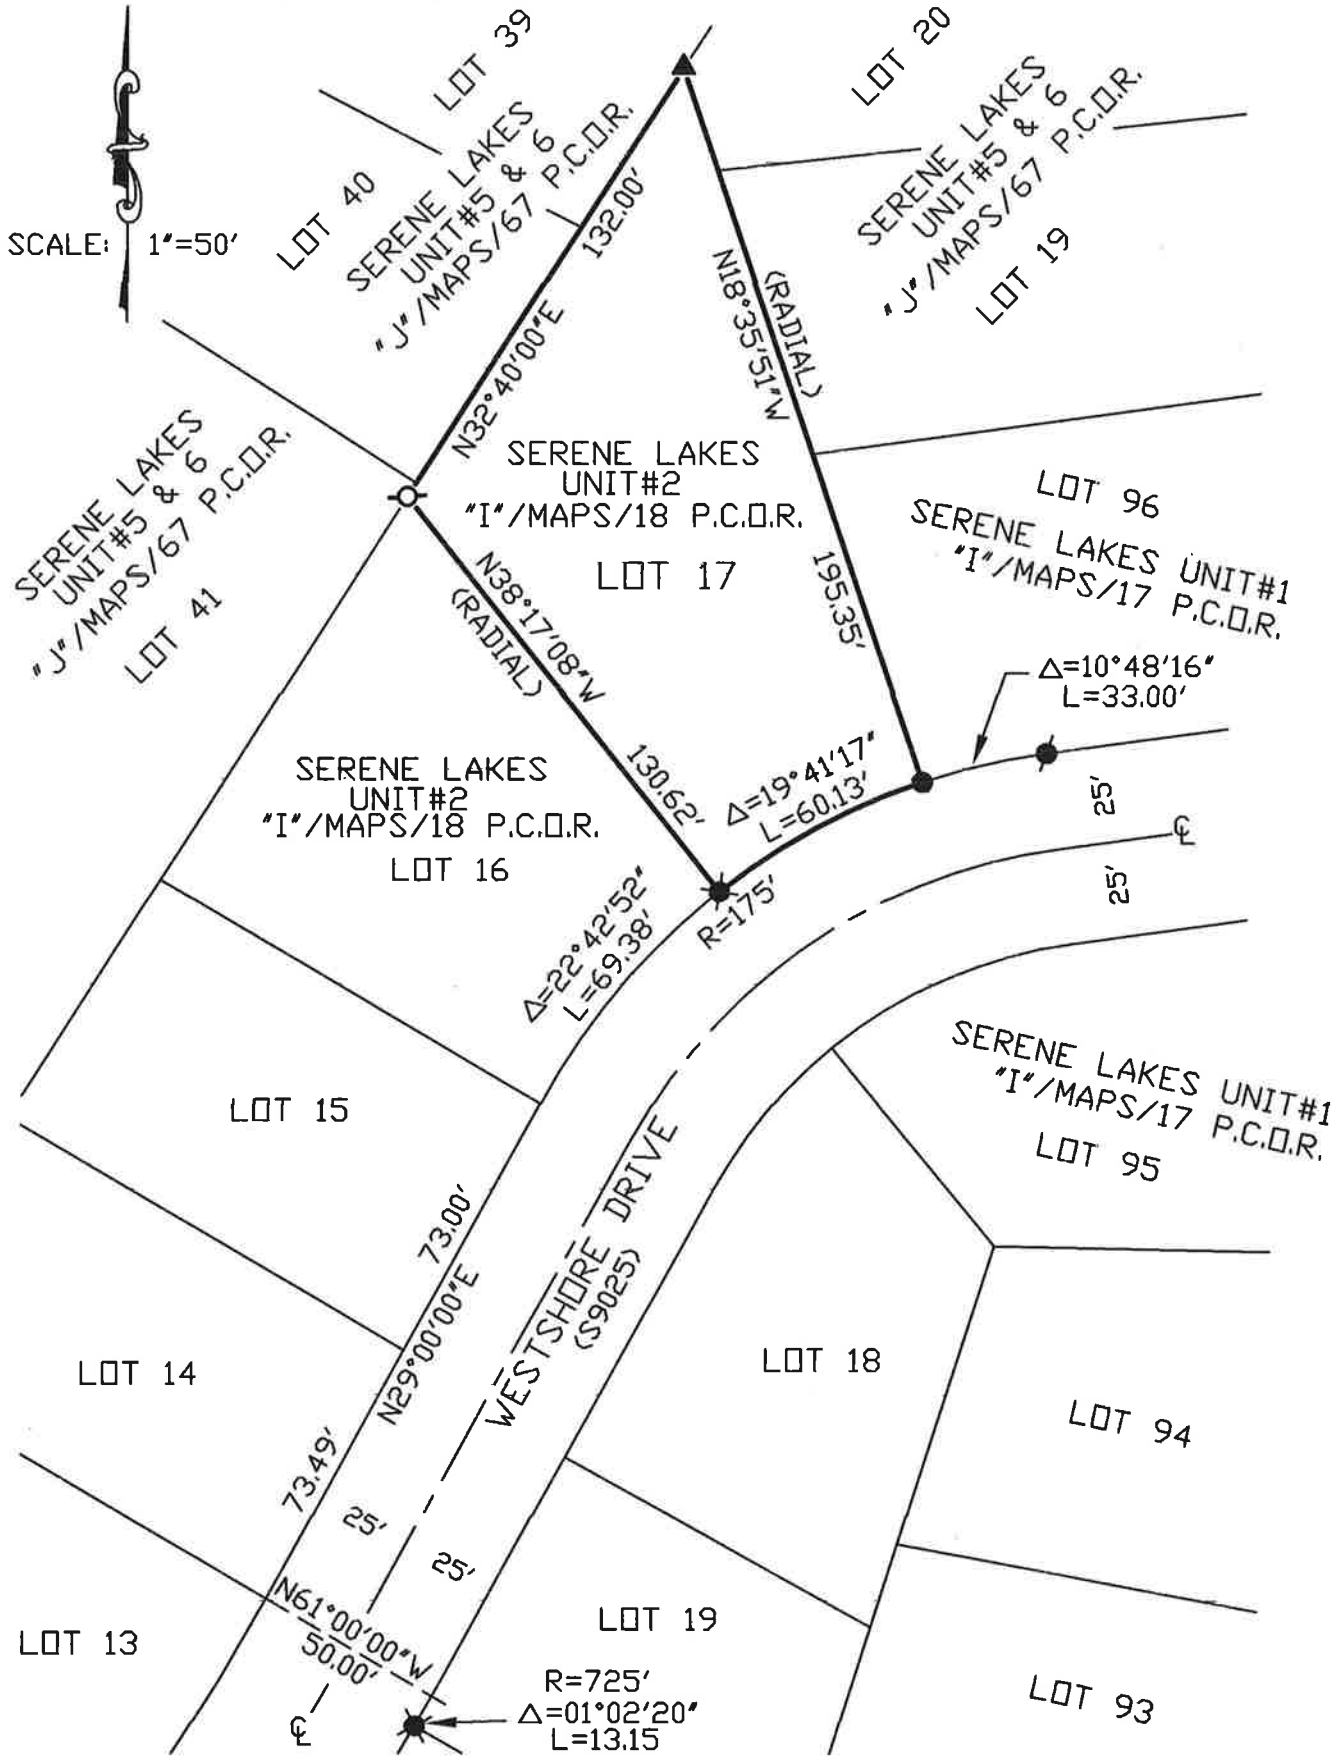 SCALE: 1"=50'
LOT 39
LOT 40
SERENE LAKES
UNIT#5 & 6
"J"/MAPS/67 P.C.O.R.
LOT 20
SERENE LAKES
UNIT#5 & 6
"J"/MAPS/67 P.C.O.R.
LOT 19
132.00'
N32°40'00"E
(RADIAL)
N18°35'51"W
195.35'
SERENE LAKES
UNIT#5 & 6
"J"/MAPS/67 P.C.O.R.
LOT 41
SERENE LAKES
UNIT#2
"I"/MAPS/18 P.C.O.R.
LOT 17
LOT 96
SERENE LAKES UNIT#1
"I"/MAPS/17 P.C.O.R.
N38°17'08"W
(RADIAL)
130.62'
Δ=10°48'16"
L=33.00'
Δ=19°41'17"
L=60.13'
R=175'
SERENE LAKES
UNIT#2
"I"/MAPS/18 P.C.O.R.
LOT 16
Δ=22°42'52"
L=69.38'
25'
℄
25'
SERENE LAKES UNIT#1
"I"/MAPS/17 P.C.O.R.
LOT 95
LOT 15
73.00'
N29°00'00"E
WESTSHORE DRIVE
(S9025)
LOT 14
LOT 18
LOT 94
73.49'
25'
25'
LOT 13
N61°00'00"W
50.00'
℄
LOT 19
R=725'
Δ=01°02'20"
L=13.15
LOT 93